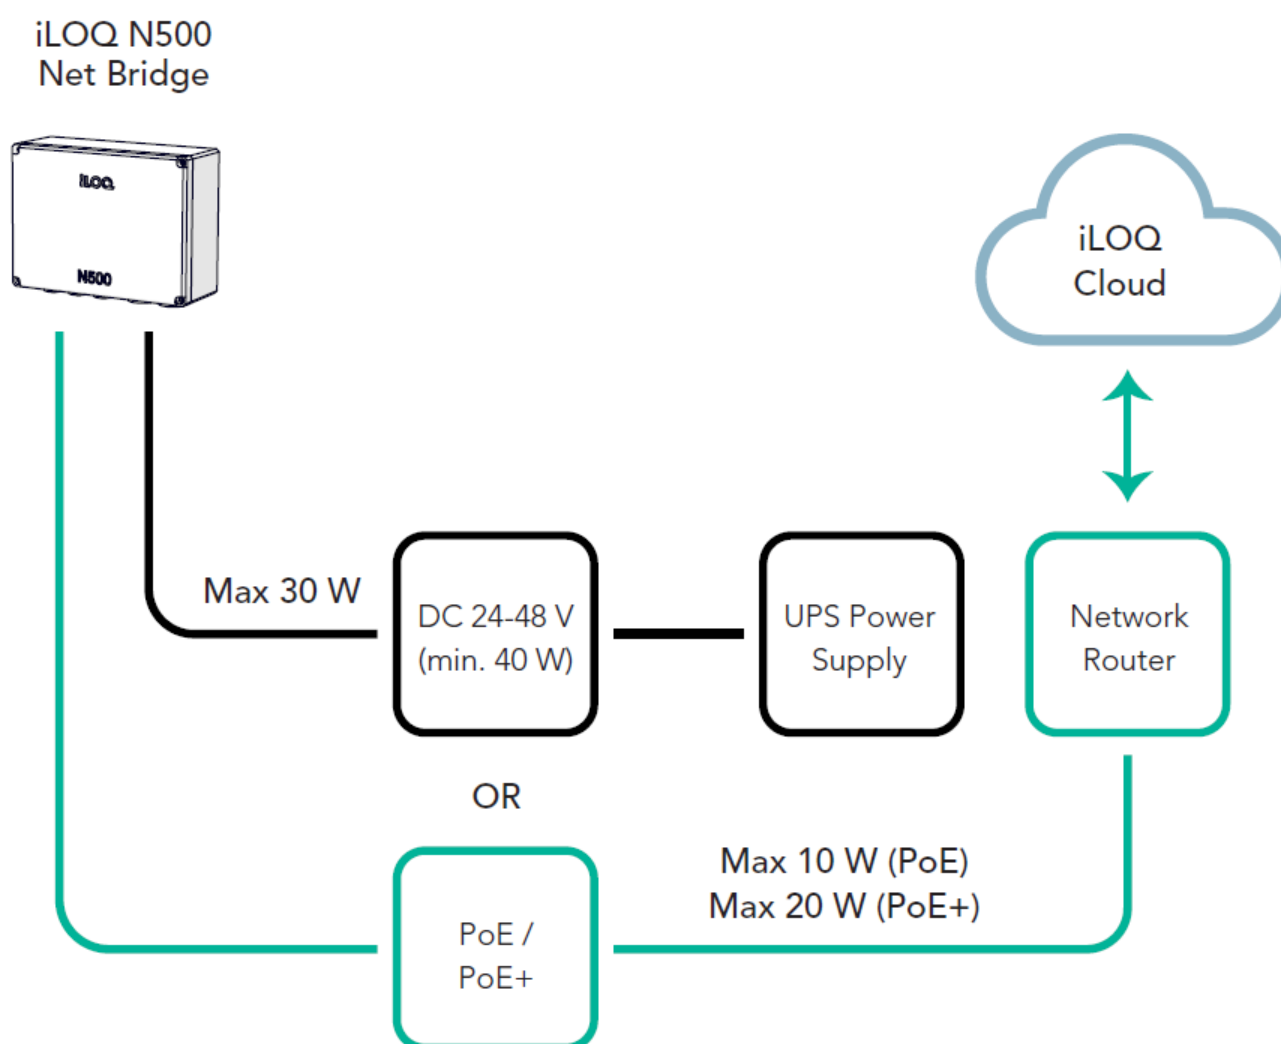 iLOQ N500
Net Bridge
iLOQ
N500
iLOQ
Cloud
Max 30 W
DC 24-48 V
(min. 40 W)
UPS Power
Supply
Network
Router
OR
Max 10 W (PoE)
Max 20 W (PoE+)
PoE /
PoE+